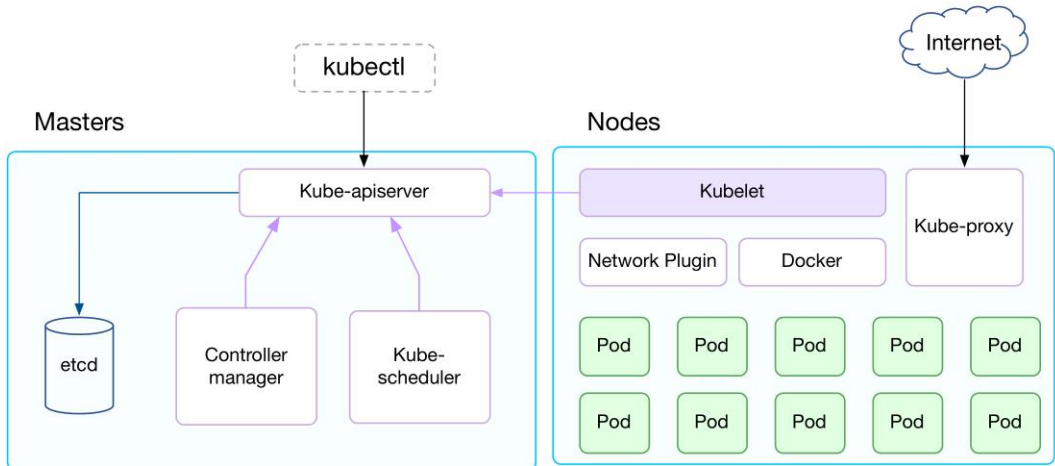 Internet
kubectl
Masters
Nodes
Kube-apiserver
Kubelet
Kube-proxy
Network Plugin
Docker
etcd
Controller
manager
Kube-
scheduler
Pod
Pod
Pod
Pod
Pod
Pod
Pod
Pod
Pod
Pod